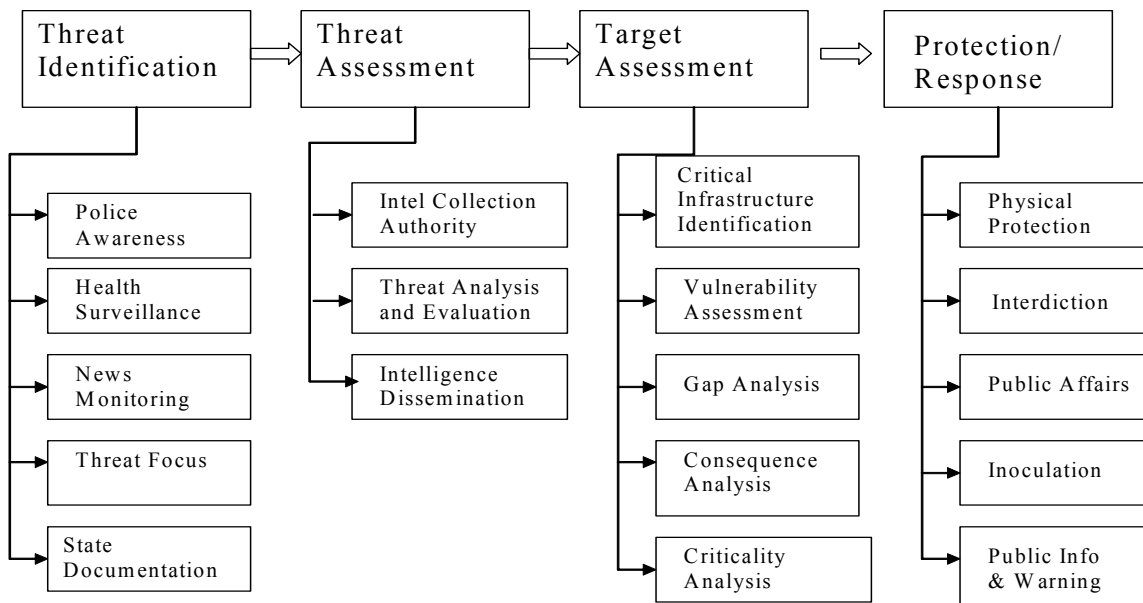 Threat
Identification
Threat
Assessment
Target
Assessment
Protection/
Response
Police
Awareness
Health
Surveillance
News
Monitoring
Threat Focus
State
Documentation
Intel Collection
Authority
Threat Analysis
and Evaluation
Intelligence
Dissemination
Critical
Infrastructure
Identification
Vulnerability
Assessment
Gap Analysis
Consequence
Analysis
Criticality
Analysis
Physical
Protection
Interdiction
Public Affairs
Inoculation
Public Info
& Warning